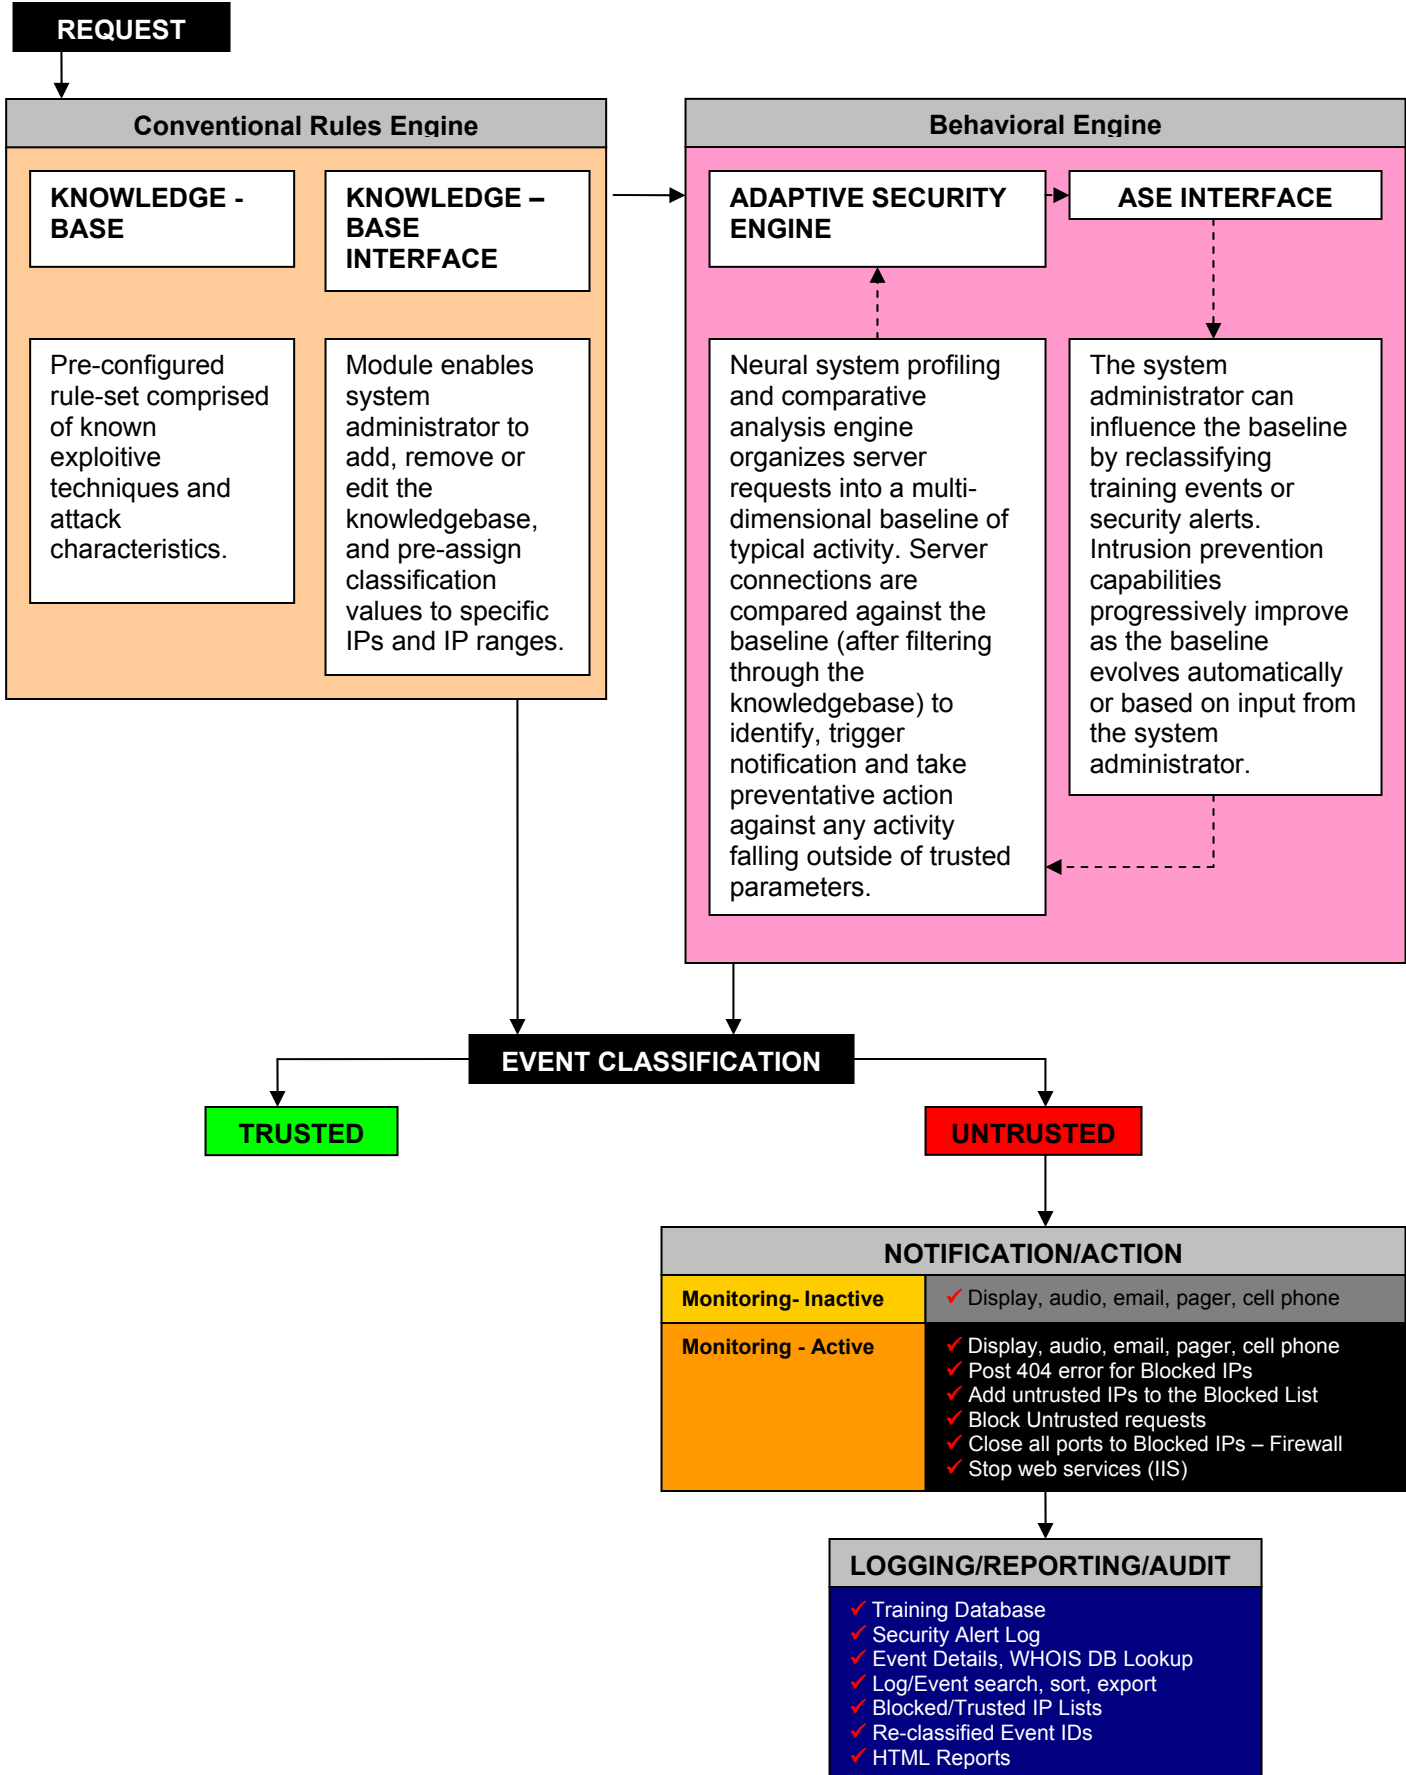 REQUEST
Conventional Rules Engine
KNOWLEDGE -
BASE
KNOWLEDGE –
BASE
INTERFACE
Pre-configured
rule-set comprised
of known
exploitive
techniques and
attack
characteristics.
Module enables
system
administrator to
add, remove or
edit the
knowledgebase,
and pre-assign
classification
values to specific
IPs and IP ranges.
Behavioral Engine
ADAPTIVE SECURITY
ENGINE
ASE INTERFACE
Neural system profiling
and comparative
analysis engine
organizes server
requests into a multi-
dimensional baseline of
typical activity. Server
connections are
compared against the
baseline (after filtering
through the
knowledgebase) to
identify, trigger
notification and take
preventative action
against any activity
falling outside of trusted
parameters.
The system
administrator can
influence the baseline
by reclassifying
training events or
security alerts.
Intrusion prevention
capabilities
progressively improve
as the baseline
evolves automatically
or based on input from
the system
administrator.
EVENT CLASSIFICATION
TRUSTED
UNTRUSTED
NOTIFICATION/ACTION
Monitoring- Inactive
✓ Display, audio, email, pager, cell phone
Monitoring - Active
✓ Display, audio, email, pager, cell phone
✓ Post 404 error for Blocked IPs
✓ Add untrusted IPs to the Blocked List
✓ Block Untrusted requests
✓ Close all ports to Blocked IPs – Firewall
✓ Stop web services (IIS)
LOGGING/REPORTING/AUDIT
✓ Training Database
✓ Security Alert Log
✓ Event Details, WHOIS DB Lookup
✓ Log/Event search, sort, export
✓ Blocked/Trusted IP Lists
✓ Re-classified Event IDs
✓ HTML Reports